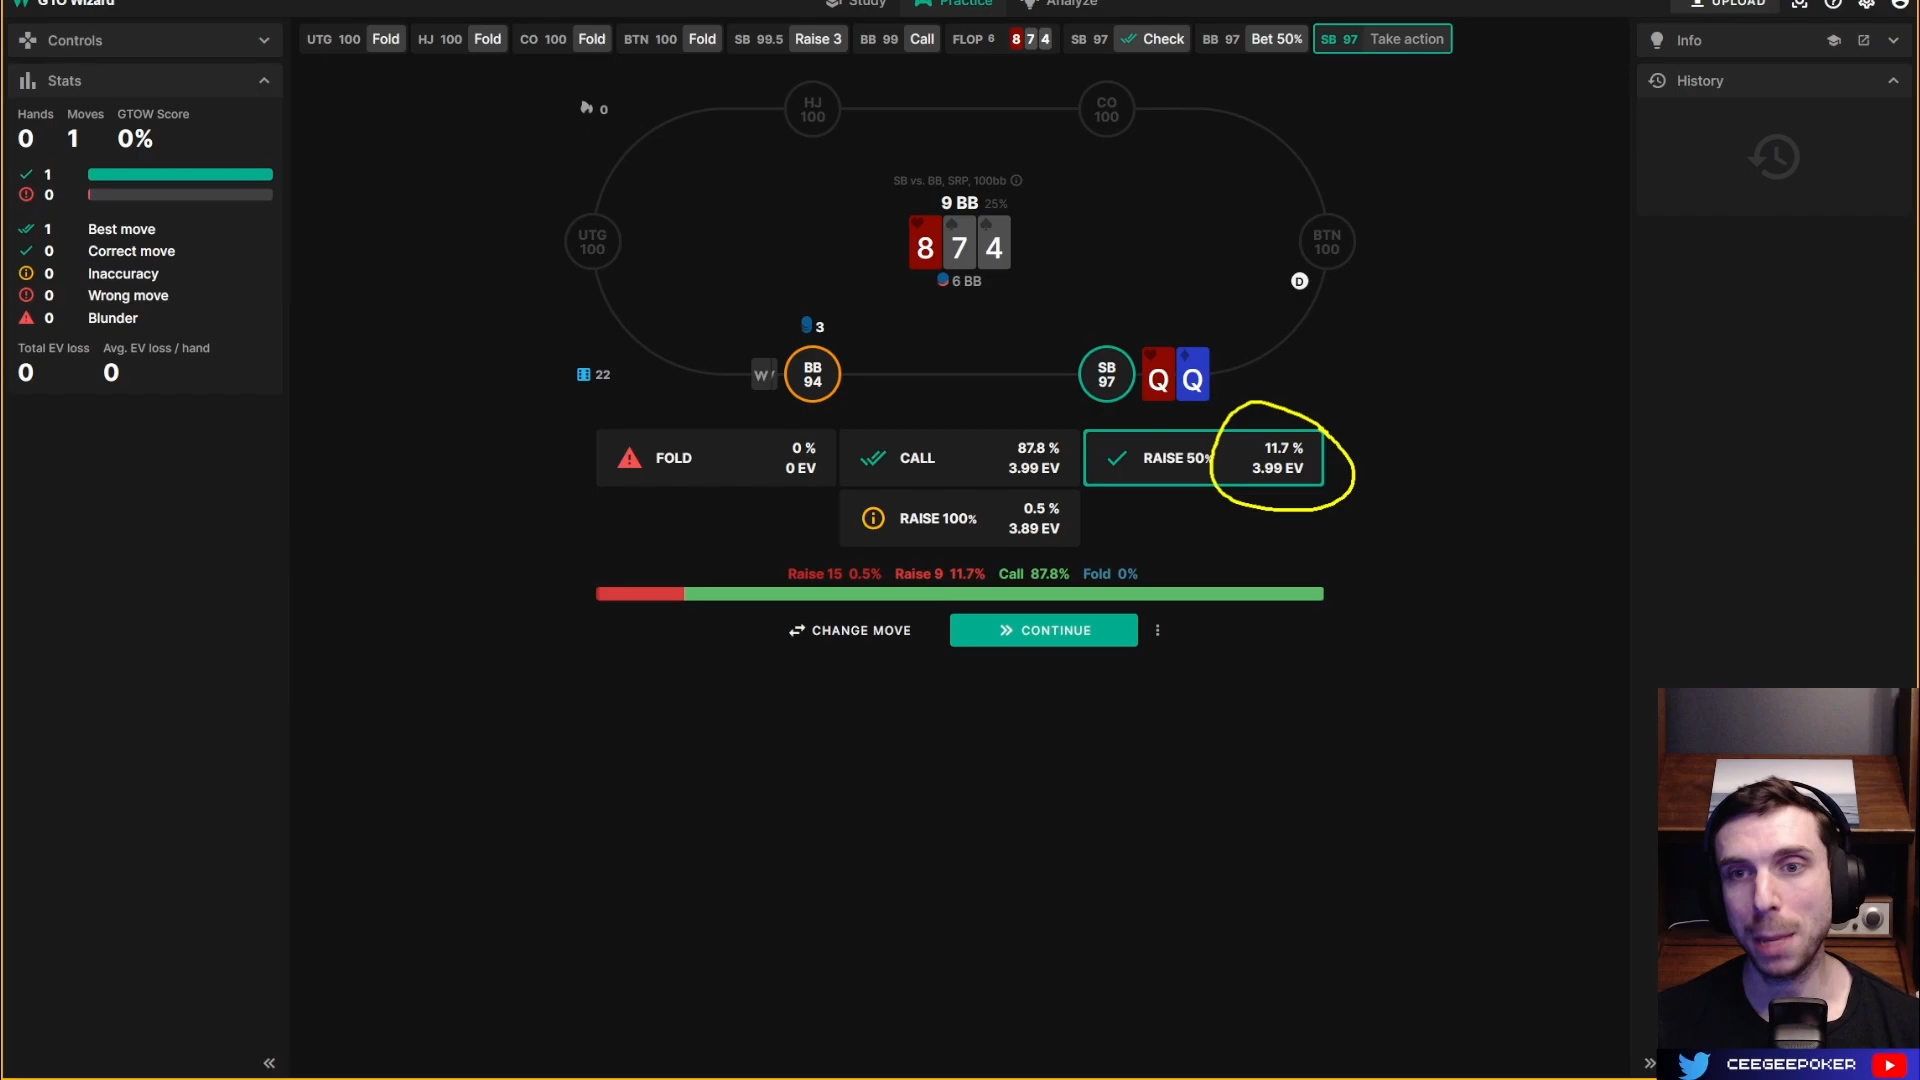 GTO Wizard
Study
Practice
Analyze
UPLOAD
Controls
Stats
Hands Moves GTOW Score
0 1 0%
1
0
1 Best move
0 Correct move
0 Inaccuracy
0 Wrong move
0 Blunder
Total EV loss Avg. EV loss / hand
0 0
UTG 100 Fold HJ 100 Fold CO 100 Fold BTN 100 Fold SB 99.5 Raise 3 BB 99 Call FLOP 6 8 7 4 SB 97 Check BB 97 Bet 50% SB 97 Take action
Info
History
0
HJ
100
CO
100
SB vs. BB, SRP, 100bb
9 BB 25%
8 7 4
6 BB
UTG
100
BTN
100
D
3
22
BB
94
SB
97
Q Q
FOLD 0 %
0 EV
CALL 87.8 %
3.99 EV
RAISE 50% 11.7 %
3.99 EV
RAISE 100% 0.5 %
3.89 EV
Raise 15 0.5% Raise 9 11.7% Call 87.8% Fold 0%
CHANGE MOVE
CONTINUE
CEEGEEPOKER